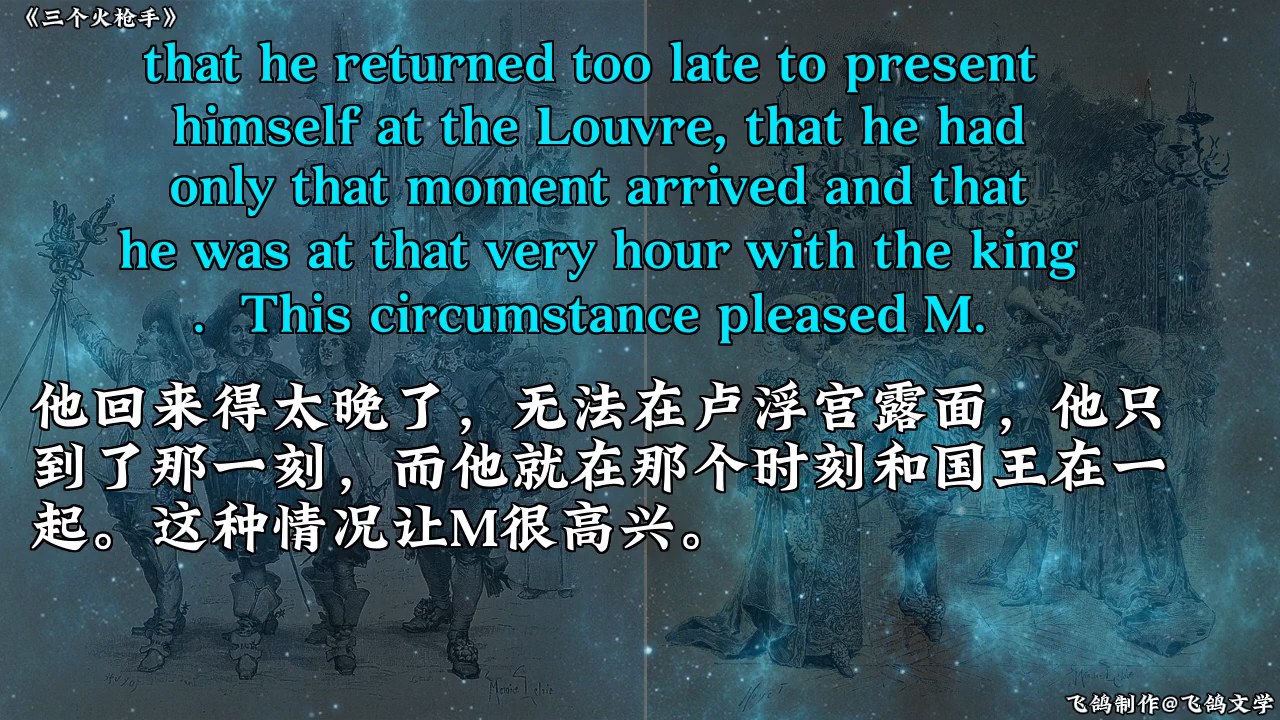 《三个火枪手》
that he returned too late to present
himself at the Louvre, that he had
only that moment arrived and that
he was at that very hour with the king
. This circumstance pleased M.
他回来得太晚了，无法在卢浮宫露面，他只
到了那一刻，而他就在那个时刻和国王在一
起。这种情况让M很高兴。
飞鸽制作@飞鸽文学